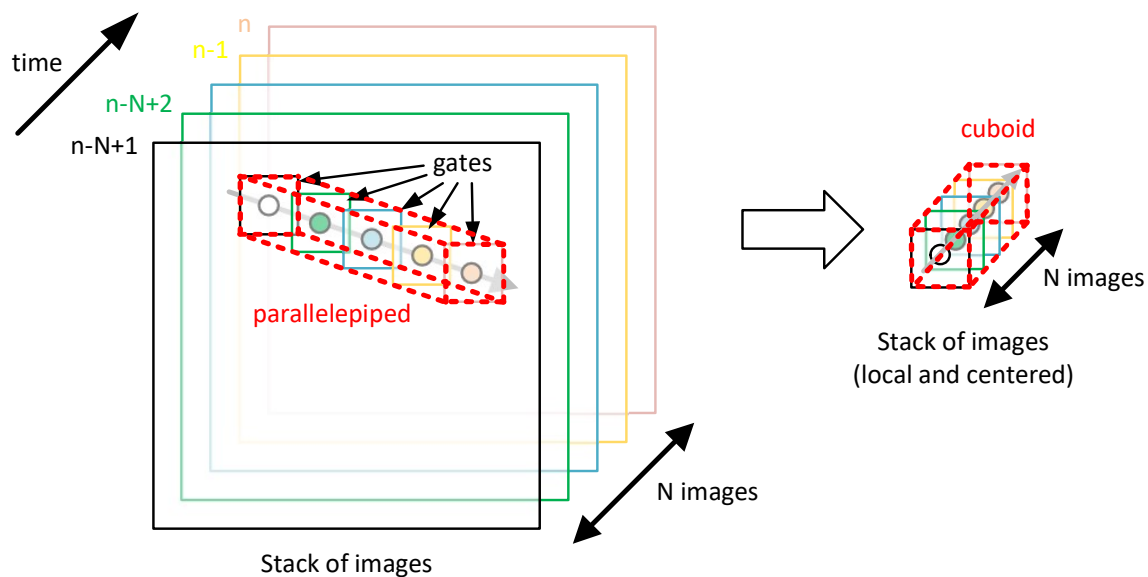 n
n-1
time
n-N+2
n-N+1
gates
cuboid
parallelepiped
N images
Stack of images
(local and centered)
N images
Stack of images